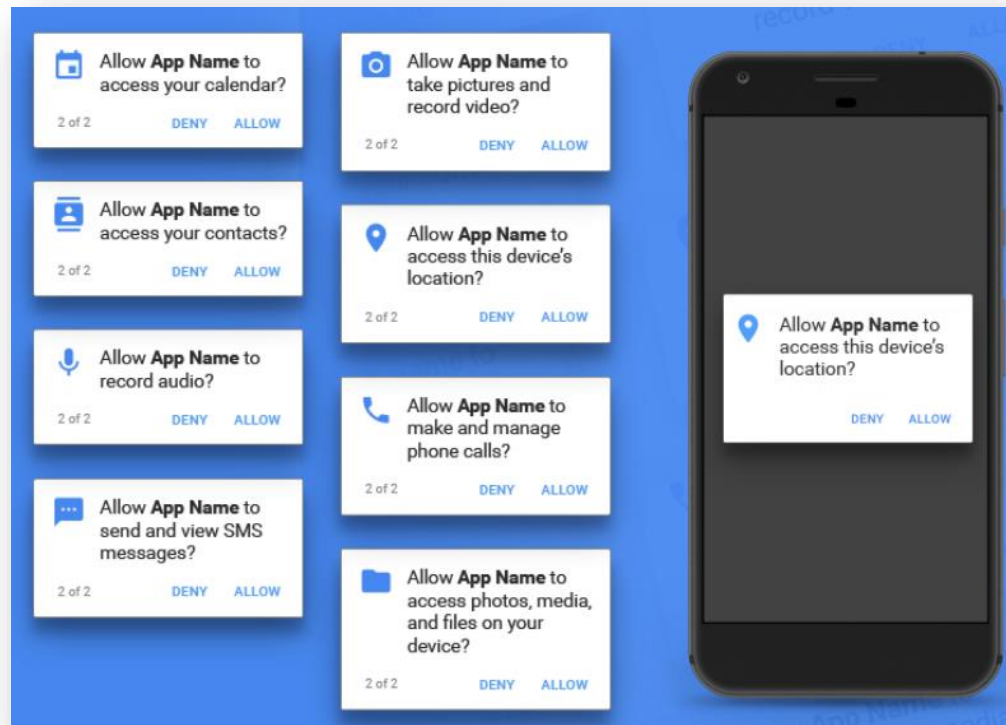 Allow App Name to
access your calendar?
2 of 2 DENY ALLOW
Allow App Name to
access your contacts?
2 of 2 DENY ALLOW
Allow App Name to
record audio?
2 of 2 DENY ALLOW
Allow App Name to
send and view SMS
messages?
2 of 2 DENY ALLOW
Allow App Name to
take pictures and
record video?
2 of 2 DENY ALLOW
Allow App Name to
access this device's
location?
2 of 2 DENY ALLOW
Allow App Name to
make and manage
phone calls?
2 of 2 DENY ALLOW
Allow App Name to
access photos, media,
and files on your
device?
2 of 2 DENY ALLOW
Allow App Name to
access this device's
location?
DENY ALLOW